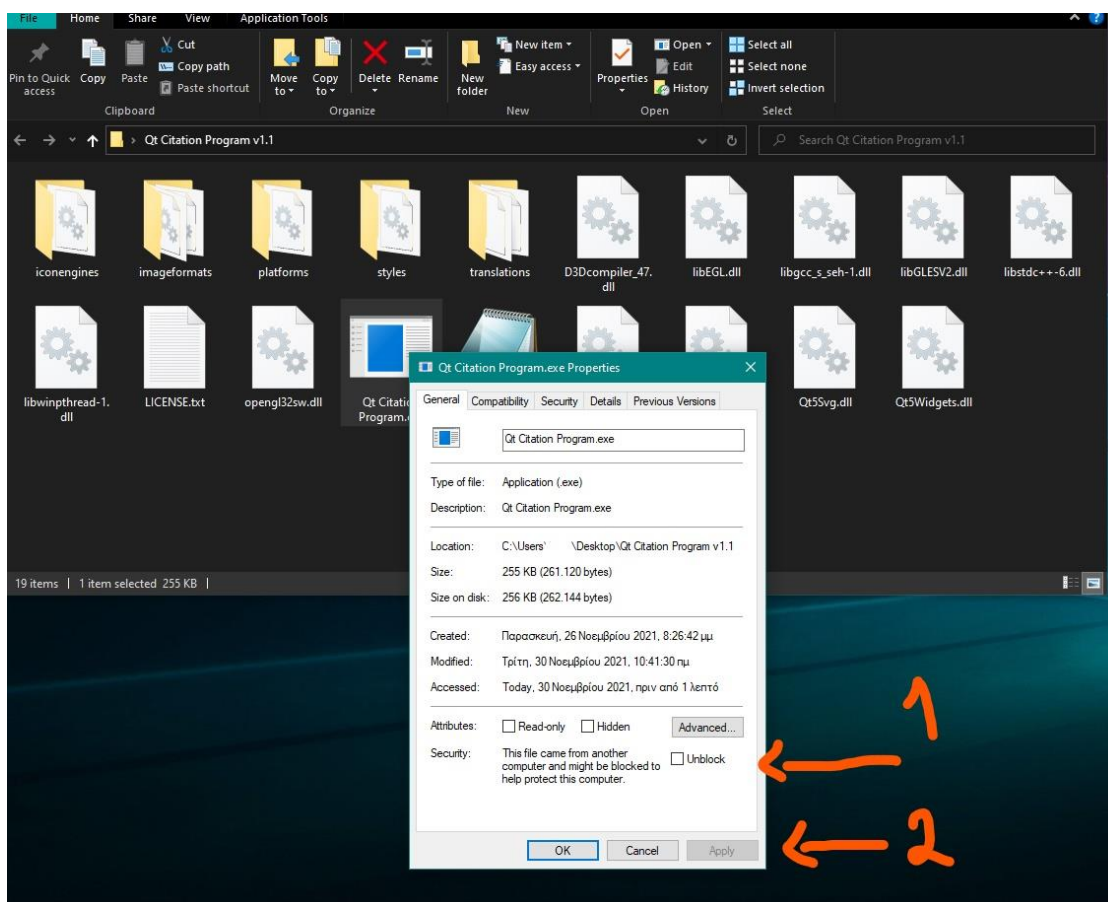 File Home Share View Application Tools
Pin to Quick access
Copy
Paste
Cut
Copy path
Paste shortcut
Move to
Copy to
Delete
Rename
New folder
New item
Easy access
Properties
Open
Edit
History
Select all
Select none
Invert selection
Clipboard Organize New Open Select
Qt Citation Program v1.1
Search Qt Citation Program v1.1
iconengines imageformats platforms styles translations D3Dcompiler_47.dll libEGL.dll libgcc_s_seh-1.dll libGLESV2.dll libstdc++-6.dll
libwinpthread-1.dll LICENSE.txt opengl32sw.dll Qt Citation Program. Qt5Svg.dll Qt5Widgets.dll
19 items 1 item selected 255 KB
Qt Citation Program.exe Properties
General Compatibility Security Details Previous Versions
Qt Citation Program.exe
Type of file: Application (.exe)
Description: Qt Citation Program.exe
Location: C:\Users' \Desktop\Qt Citation Program v1.1
Size: 255 KB (261.120 bytes)
Size on disk: 256 KB (262.144 bytes)
Created: Παρασκευή, 26 Νοεμβρίου 2021, 8:26:42 μμ
Modified: Τρίτη, 30 Νοεμβρίου 2021, 10:41:30 πμ
Accessed: Today, 30 Νοεμβρίου 2021, πριν από 1 λεπτό
Attributes: Read-only Hidden Advanced...
Security: This file came from another
computer and might be blocked to
help protect this computer.
Unblock
OK Cancel Apply
1
2